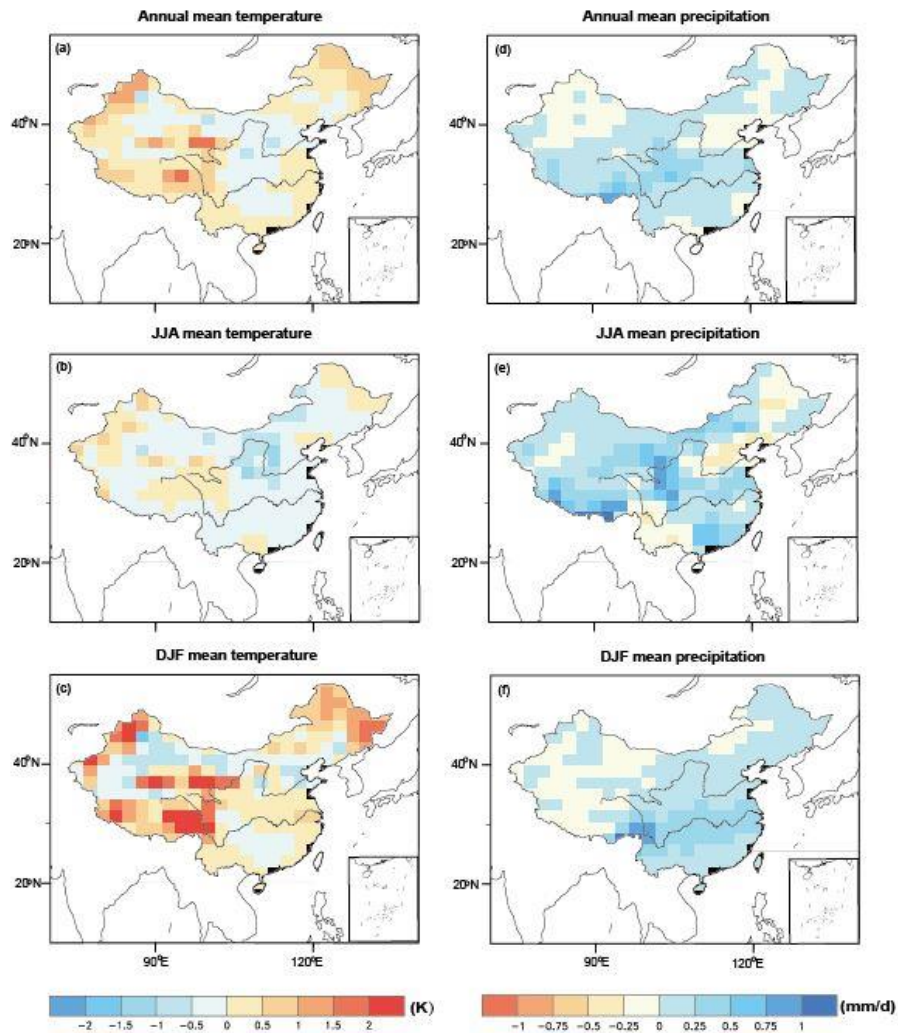 Annual mean temperature
Annual mean precipitation
(a)
(d)
40°
20°N
40°
20°N
JJA mean temperature
JJA mean precipitation
(b)
(e)
40°
20°N
40°
20°N
DJF mean temperature
DJF mean precipitation
(c)
(f)
40°
20°N
40°
20°N
90°E
120°E
90°E
120°E
(K)
(mm/d)
−2 −1.5 −1 −0.5 0 0.5 1 1.5 2
−1 −0.75 −0.5 −0.25 0 0.25 0.5 0.75 1